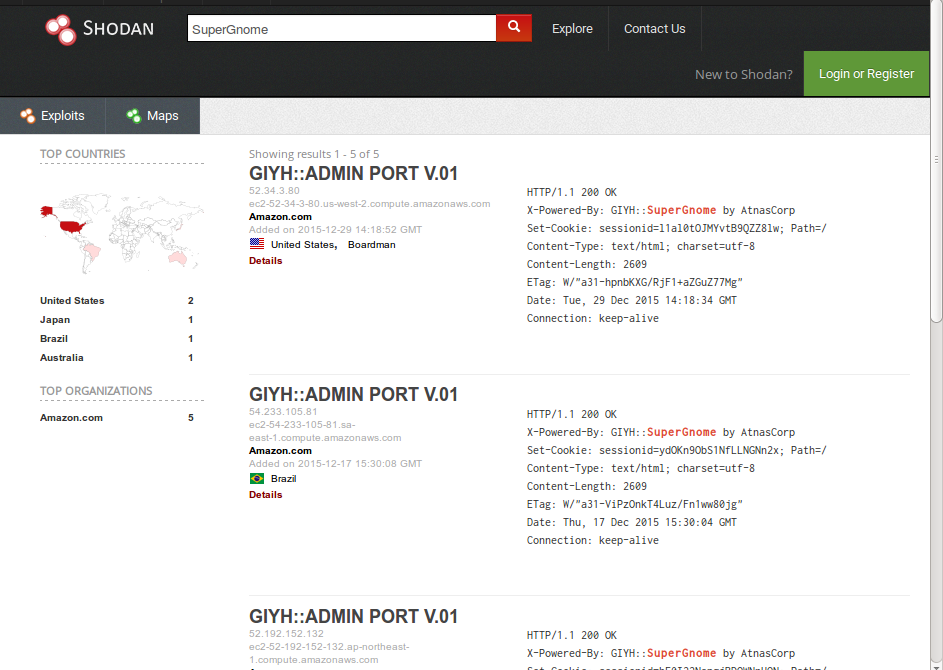 SHODAN
SuperGnome
Explore
Contact Us
New to Shodan?
Login or Register
Exploits
Maps
TOP COUNTRIES
United States 2
Japan 1
Brazil 1
Australia 1
TOP ORGANIZATIONS
Amazon.com 5
Showing results 1 - 5 of 5
GIYH::ADMIN PORT V.01
52.34.3.80
ec2-52-34-3-80.us-west-2.compute.amazonaws.com
Amazon.com
Added on 2015-12-29 14:18:52 GMT
United States, Boardman
Details
HTTP/1.1 200 OK
X-Powered-By: GIYH::SuperGnome by AtnasCorp
Set-Cookie: sessionid=l1al0tOJMYvtB9QZZ8lw; Path=/
Content-Type: text/html; charset=utf-8
Content-Length: 2609
ETag: W/"a31-hpnbKXG/RjF1+aZGuZ77Mg"
Date: Tue, 29 Dec 2015 14:18:34 GMT
Connection: keep-alive
GIYH::ADMIN PORT V.01
54.233.105.81
ec2-54-233-105-81.sa-
east-1.compute.amazonaws.com
Amazon.com
Added on 2015-12-17 15:30:08 GMT
Brazil
Details
HTTP/1.1 200 OK
X-Powered-By: GIYH::SuperGnome by AtnasCorp
Set-Cookie: sessionid=ydOKn9ObS1NfLLNGNn2x; Path=/
Content-Type: text/html; charset=utf-8
Content-Length: 2609
ETag: W/"a31-ViPzOnkT4Luz/Fn1ww80jg"
Date: Thu, 17 Dec 2015 15:30:04 GMT
Connection: keep-alive
GIYH::ADMIN PORT V.01
52.192.152.132
ec2-52-192-152-132.ap-northeast-
1.compute.amazonaws.com
HTTP/1.1 200 OK
X-Powered-By: GIYH::SuperGnome by AtnasCorp